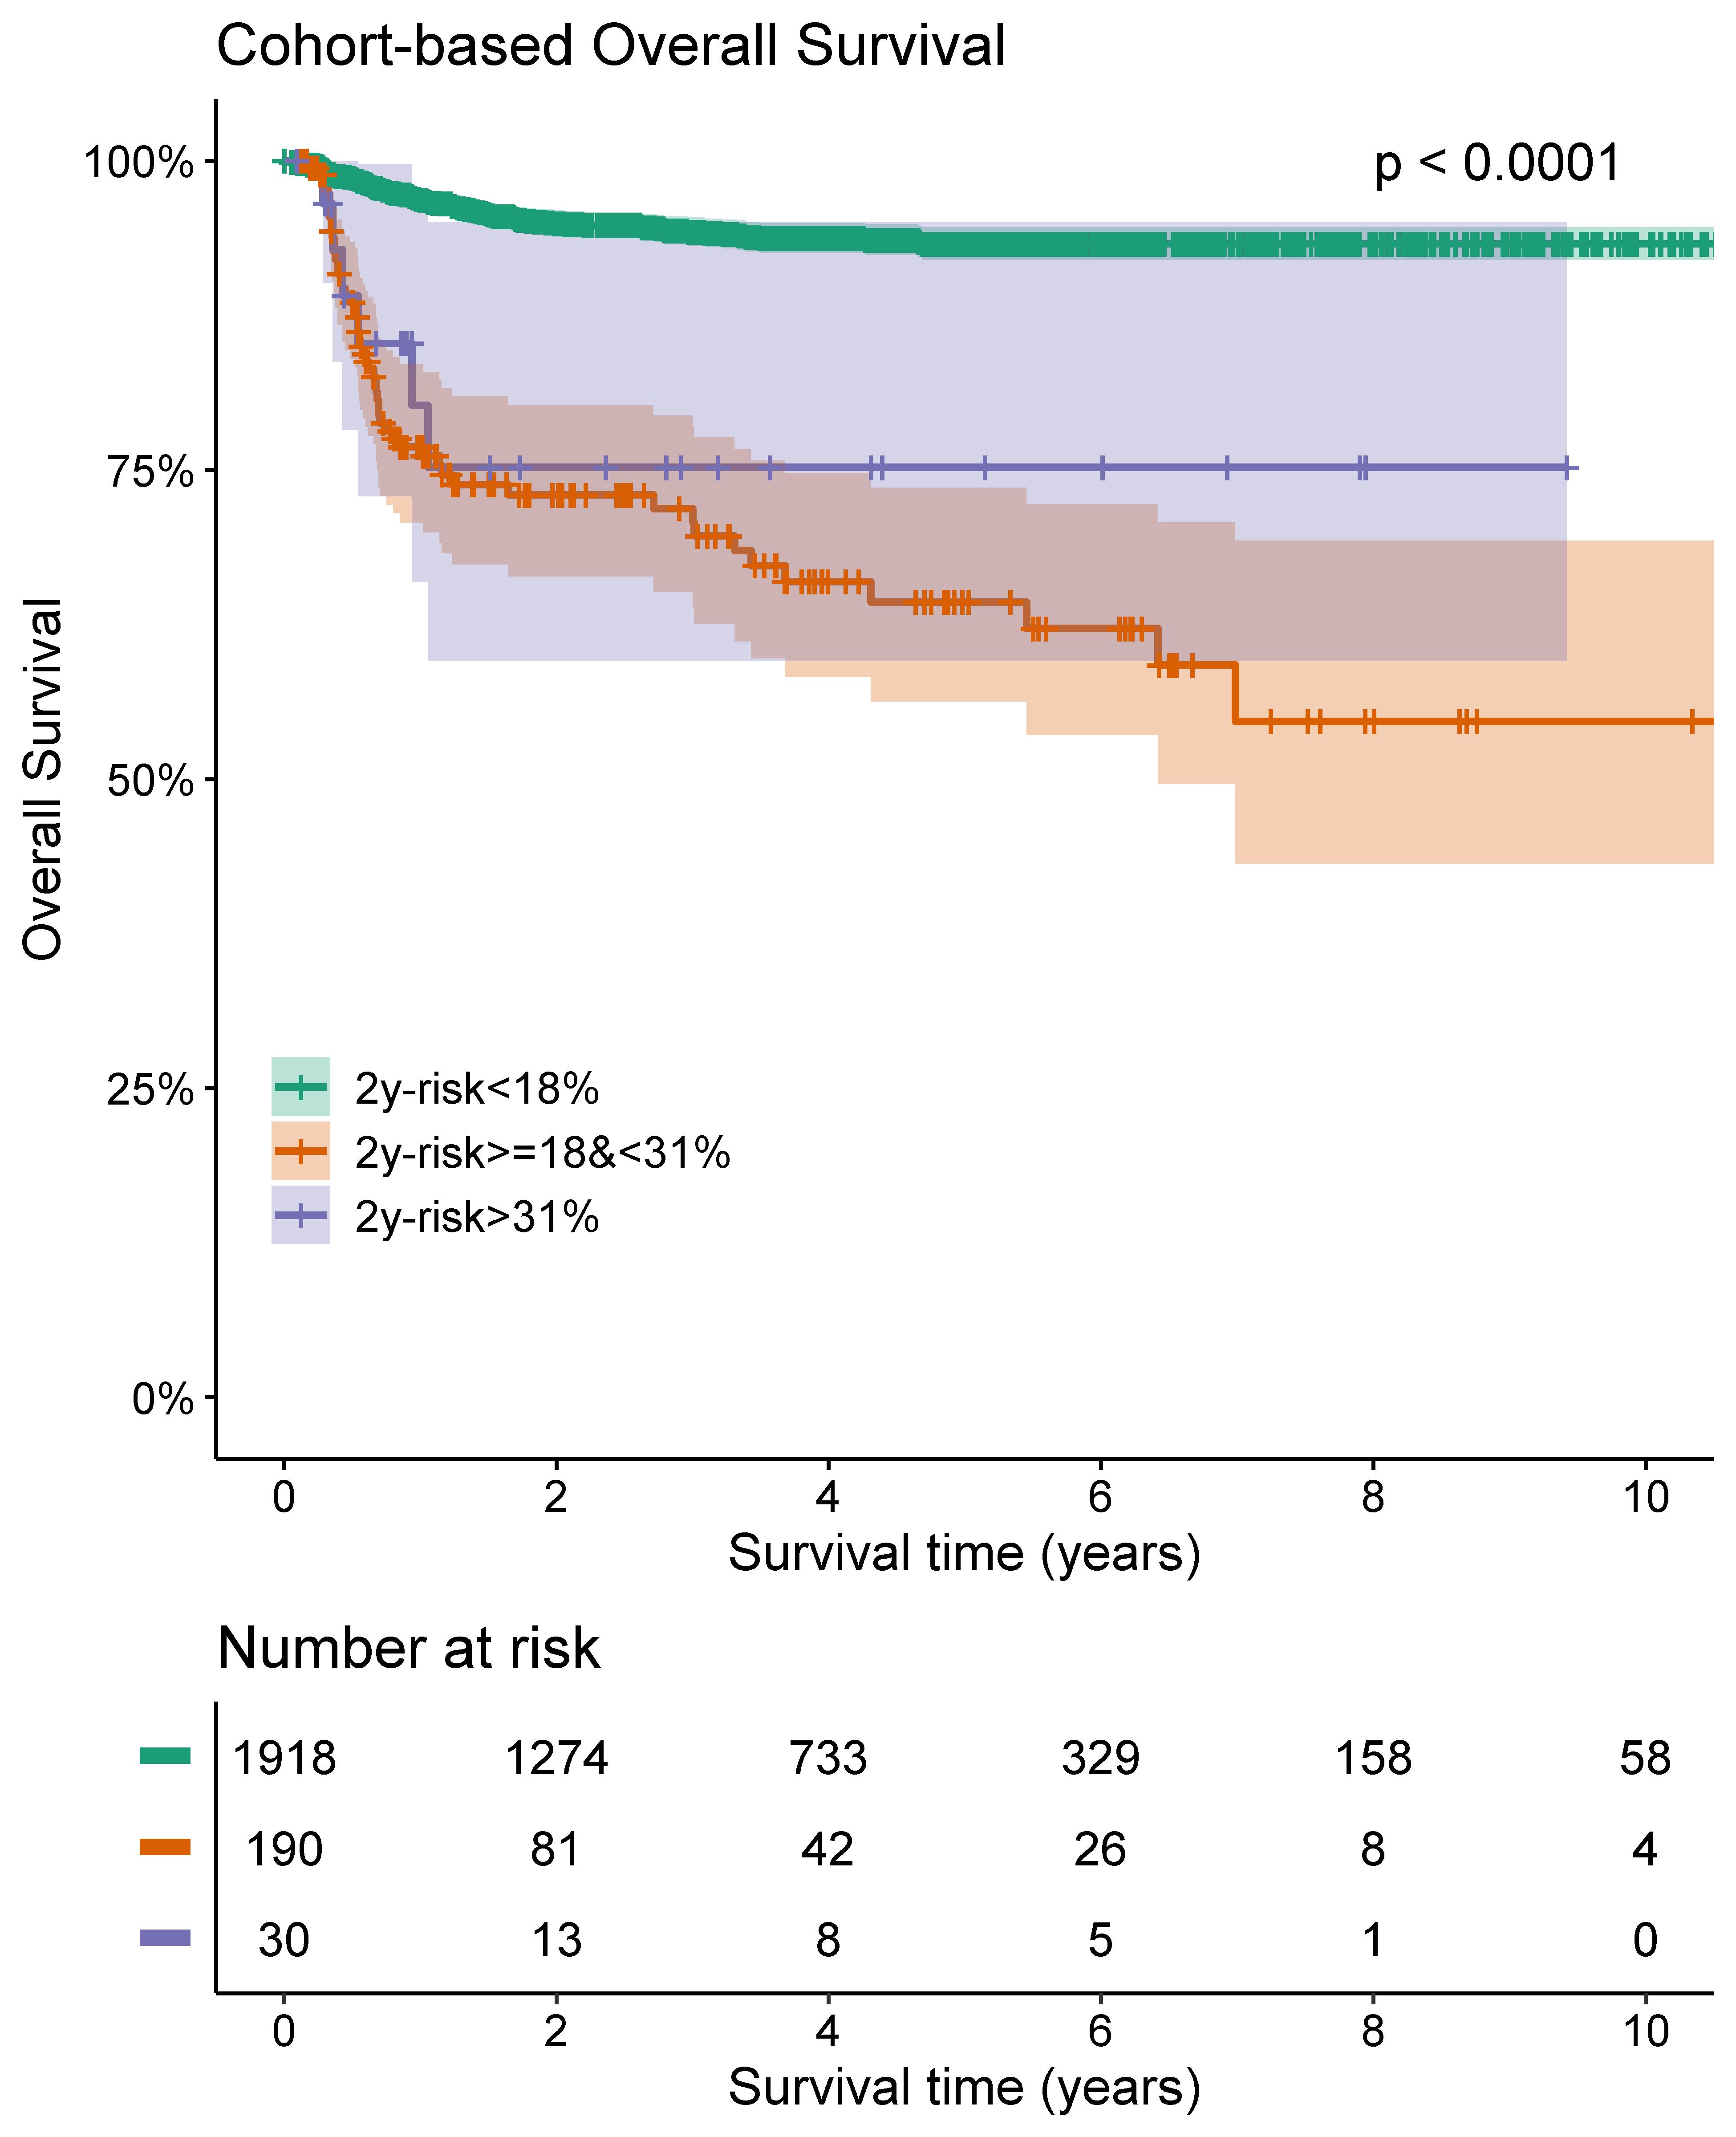 Cohort-based Overall Survival
p < 0.0001
100%
75%
50%
25%
0%
Overall Survival
2y-risk<18%
2y-risk>=18&<31%
2y-risk>31%
0 2 4 6 8 10
Survival time (years)
Number at risk
1918 1274 733 329 158 58
190 81 42 26 8 4
30 13 8 5 1 0
0 2 4 6 8 10
Survival time (years)